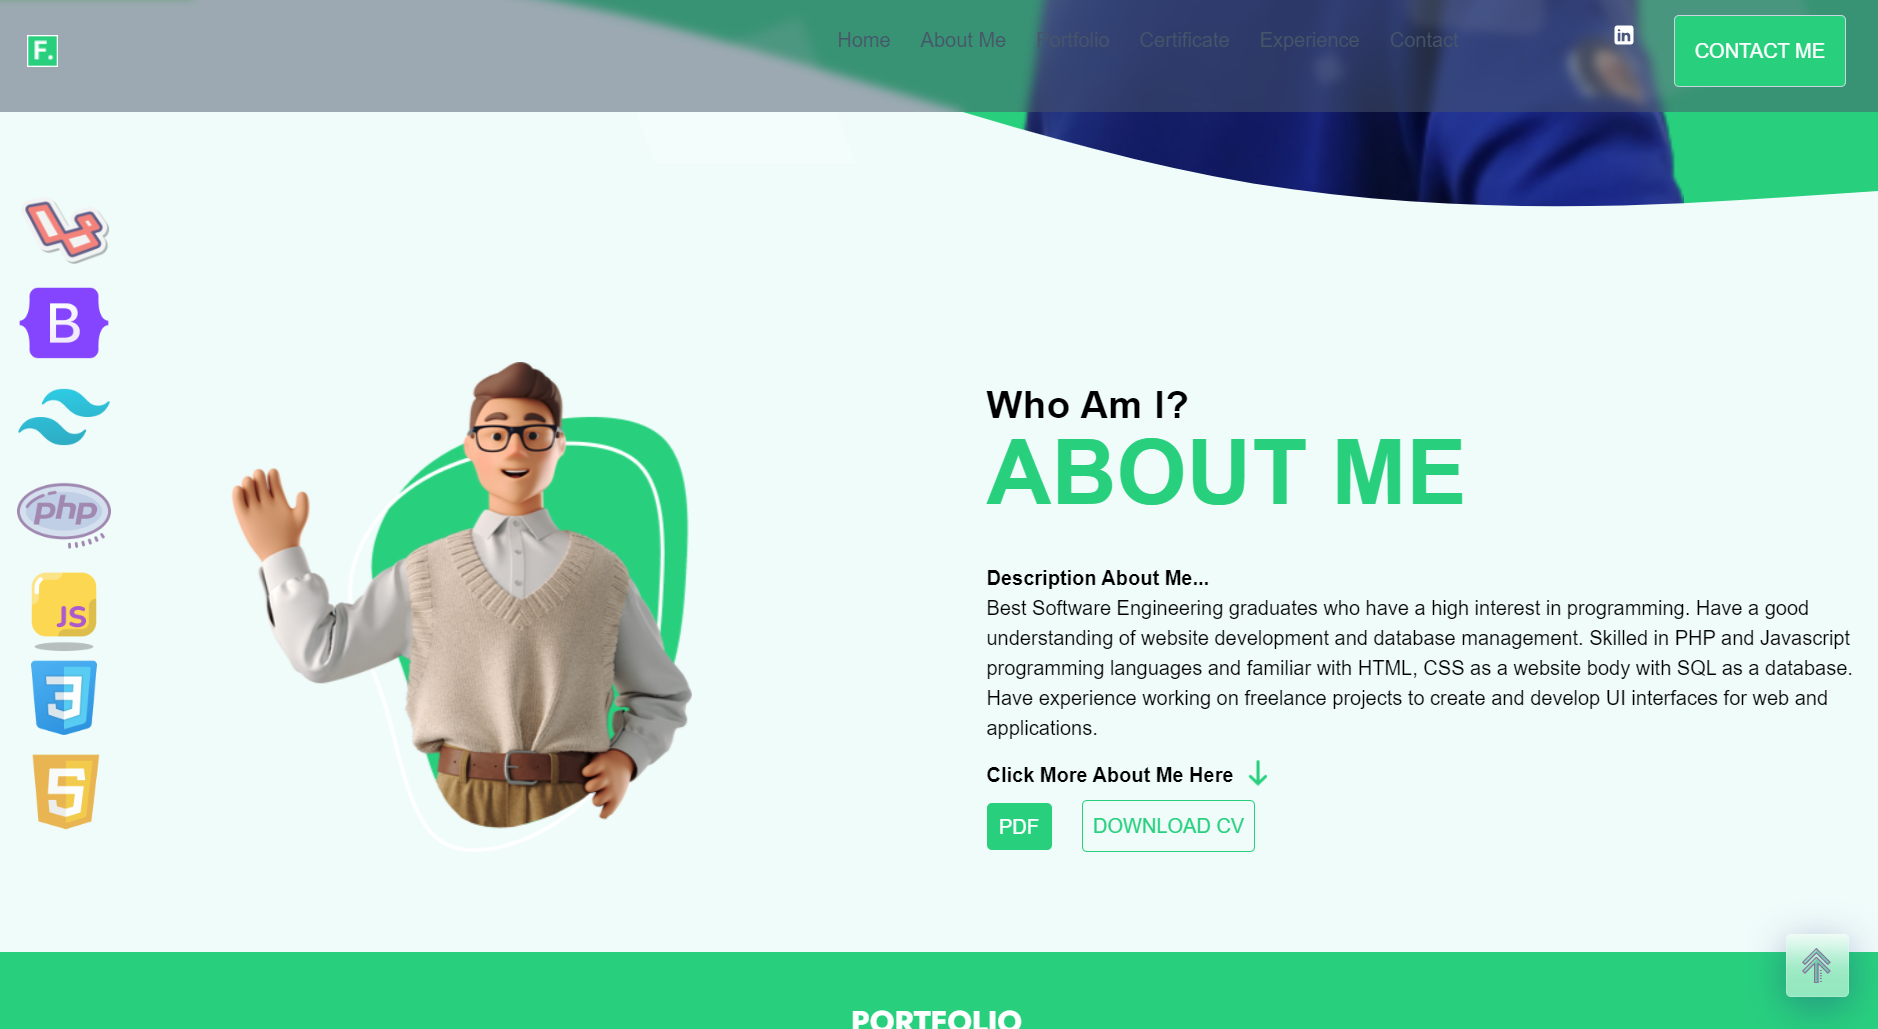 F.
Home About Me Portfolio Certificate Experience Contact
in
CONTACT ME
B
php
JS
3
5
Who Am I?
ABOUT ME
Description About Me...
Best Software Engineering graduates who have a high interest in programming. Have a good
understanding of website development and database management. Skilled in PHP and Javascript
programming languages and familiar with HTML, CSS as a website body with SQL as a database.
Have experience working on freelance projects to create and develop UI interfaces for web and
applications.
Click More About Me Here
PDF DOWNLOAD CV
PORTFOLIO